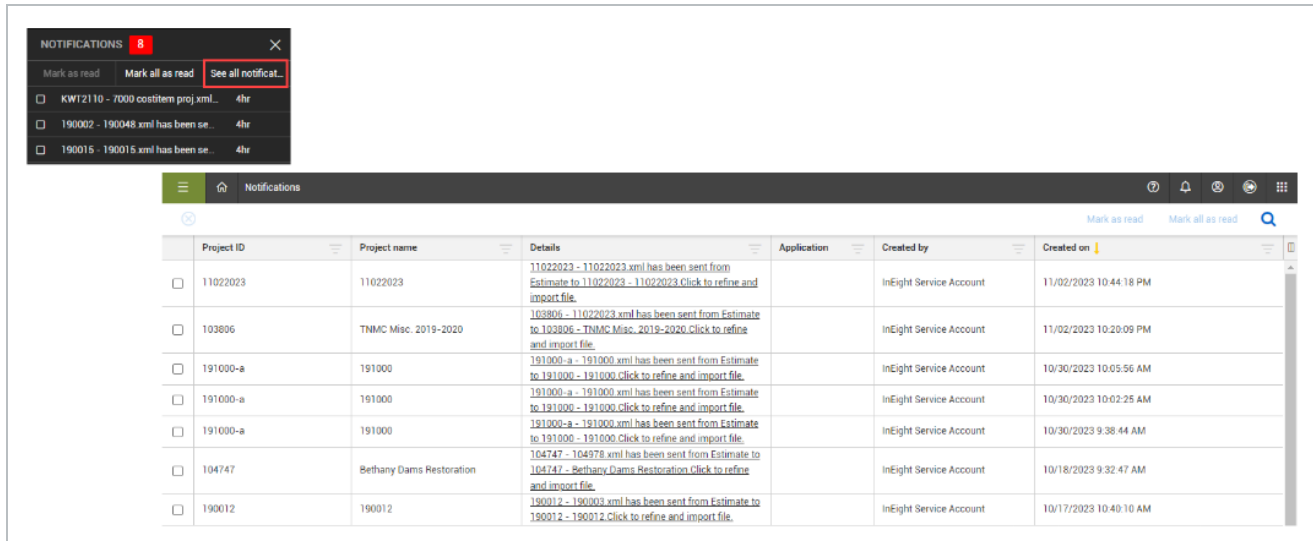 NOTIFICATIONS 8
Mark as read Mark all as read See all notificat...
KWT2110 - 7000 costitem proj.xml... 4hr
190002 - 190048.xml has been se... 4hr
190015 - 190015.xml has been se... 4hr
Notifications
Mark as read Mark all as read
Project ID Project name Details Application Created by Created on
11022023 - 11022023.xml has been sent from
11022023 11022023 Estimate to 11022023 - 11022023.Click to refine and InEight Service Account 11/02/2023 10:44:18 PM
import file.
103806 - 11022023.xml has been sent from Estimate
103806 TNMC Misc. 2019-2020 to 103806 - TNMC Misc. 2019-2020.Click to refine InEight Service Account 11/02/2023 10:20:09 PM
and import file.
191000-a - 191000.xml has been sent from Estimate
191000-a 191000 to 191000 - 191000.Click to refine and import file. InEight Service Account 10/30/2023 10:05:56 AM
191000-a - 191000.xml has been sent from Estimate
191000-a 191000 to 191000 - 191000.Click to refine and import file. InEight Service Account 10/30/2023 10:02:25 AM
191000-a - 191000.xml has been sent from Estimate
191000-a 191000 to 191000 - 191000.Click to refine and import file. InEight Service Account 10/30/2023 9:38:44 AM
104747 - 104978.xml has been sent from Estimate to
104747 Bethany Dams Restoration 104747 - Bethany Dams Restoration.Click to refine InEight Service Account 10/18/2023 9:32:47 AM
and import file.
190012 - 190003.xml has been sent from Estimate to
190012 190012 190012 - 190012.Click to refine and import file. InEight Service Account 10/17/2023 10:40:10 AM